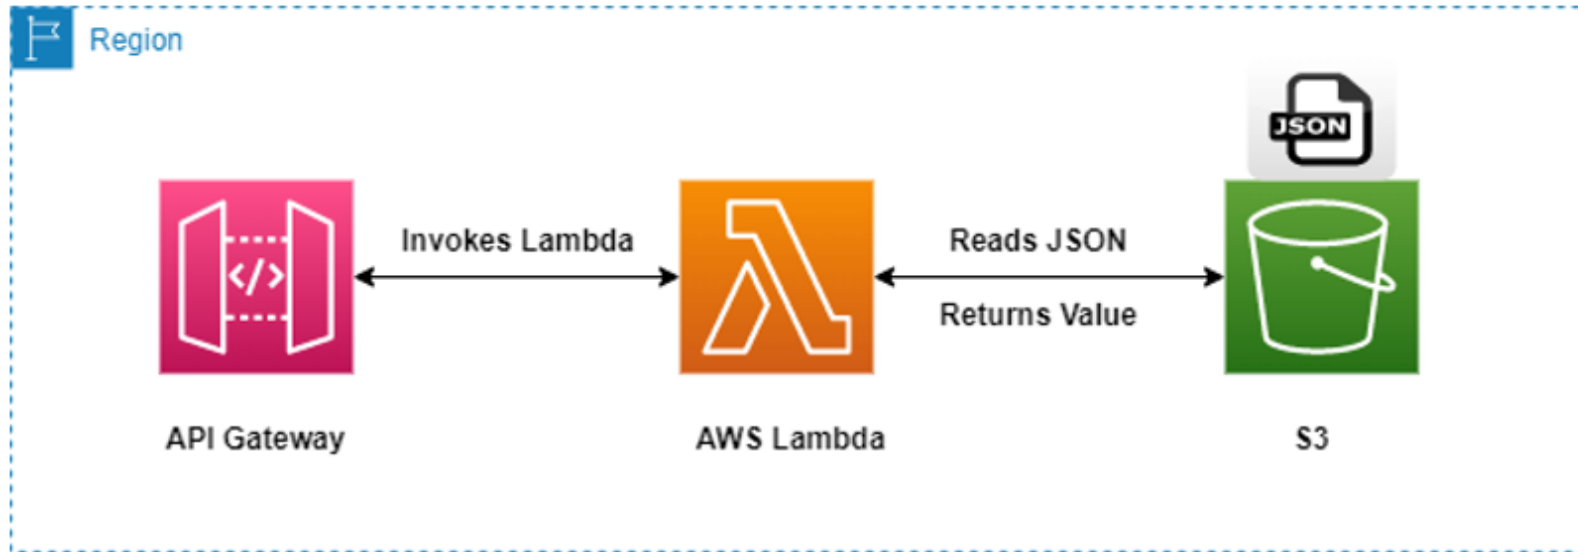 Region
JSON
Invokes Lambda
Reads JSON
Returns Value
</>
API Gateway
AWS Lambda
S3